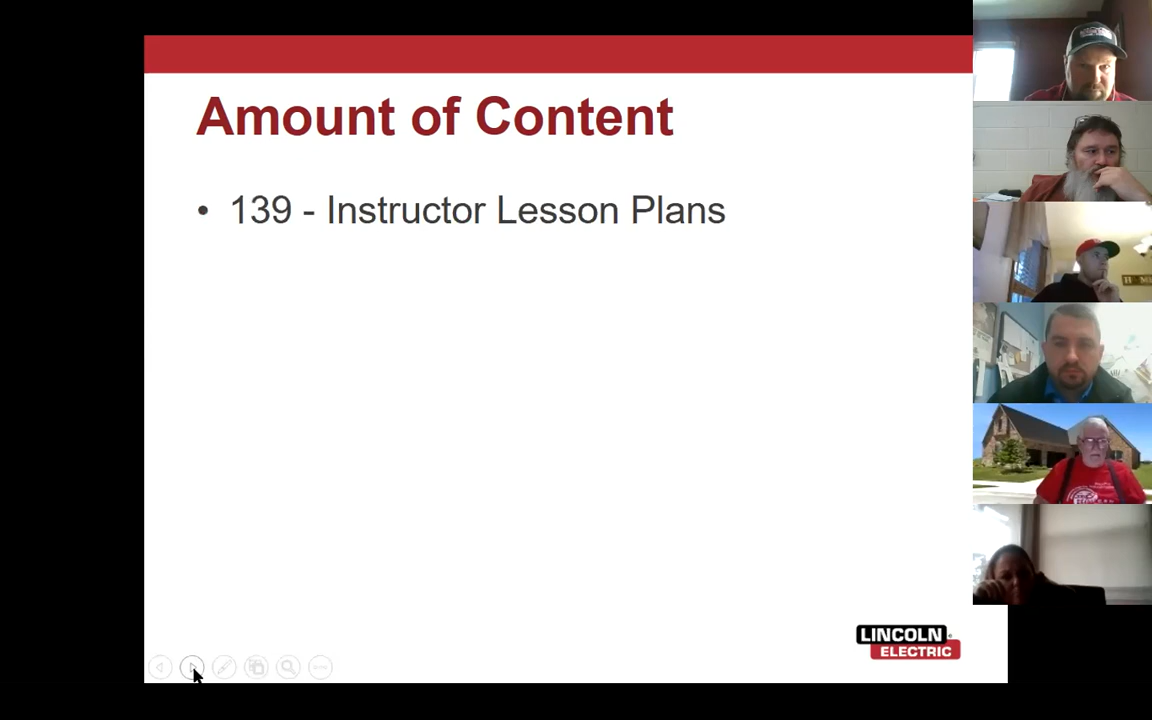 Amount of Content
• 139 - Instructor Lesson Plans
LINCOLN
ELECTRIC